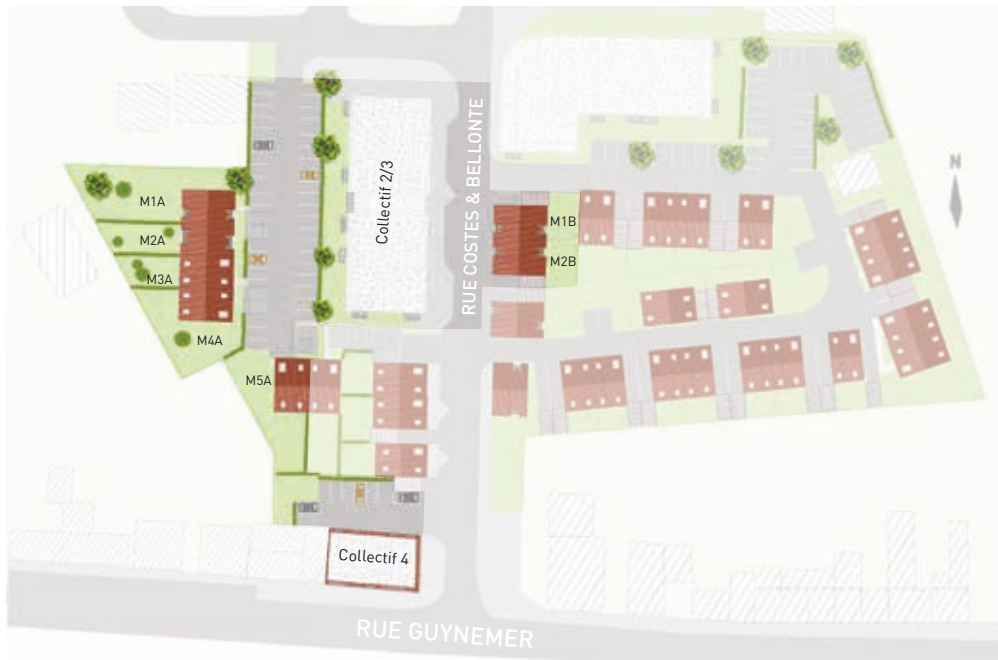 Collectif 2/3
RUE COSTES & BELLONTE
N
M1A
M2A
M3A
M4A
M5A
M1B
M2B
Collectif 4
RUE GUYNEMER